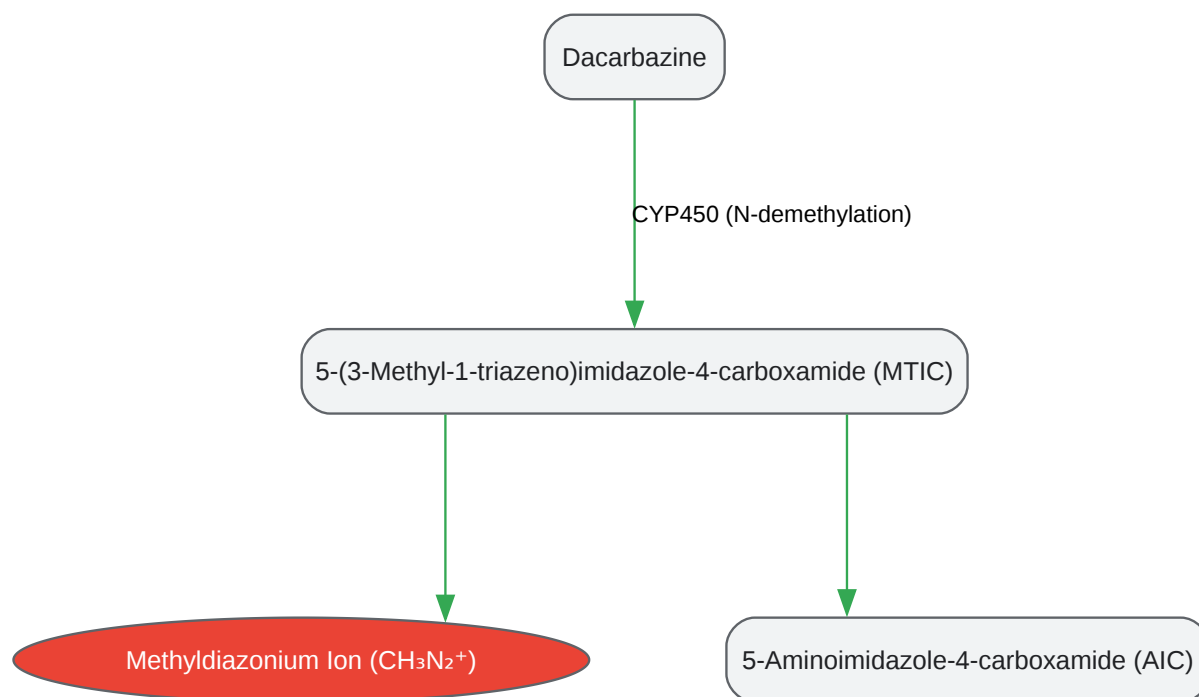 Dacarbazine
CYP450 (N-demethylation)
5-(3-Methyl-1-triazeno)imidazole-4-carboxamide (MTIC)
Methyldiazonium Ion (CH₃N₂⁺)
5-Aminoimidazole-4-carboxamide (AIC)